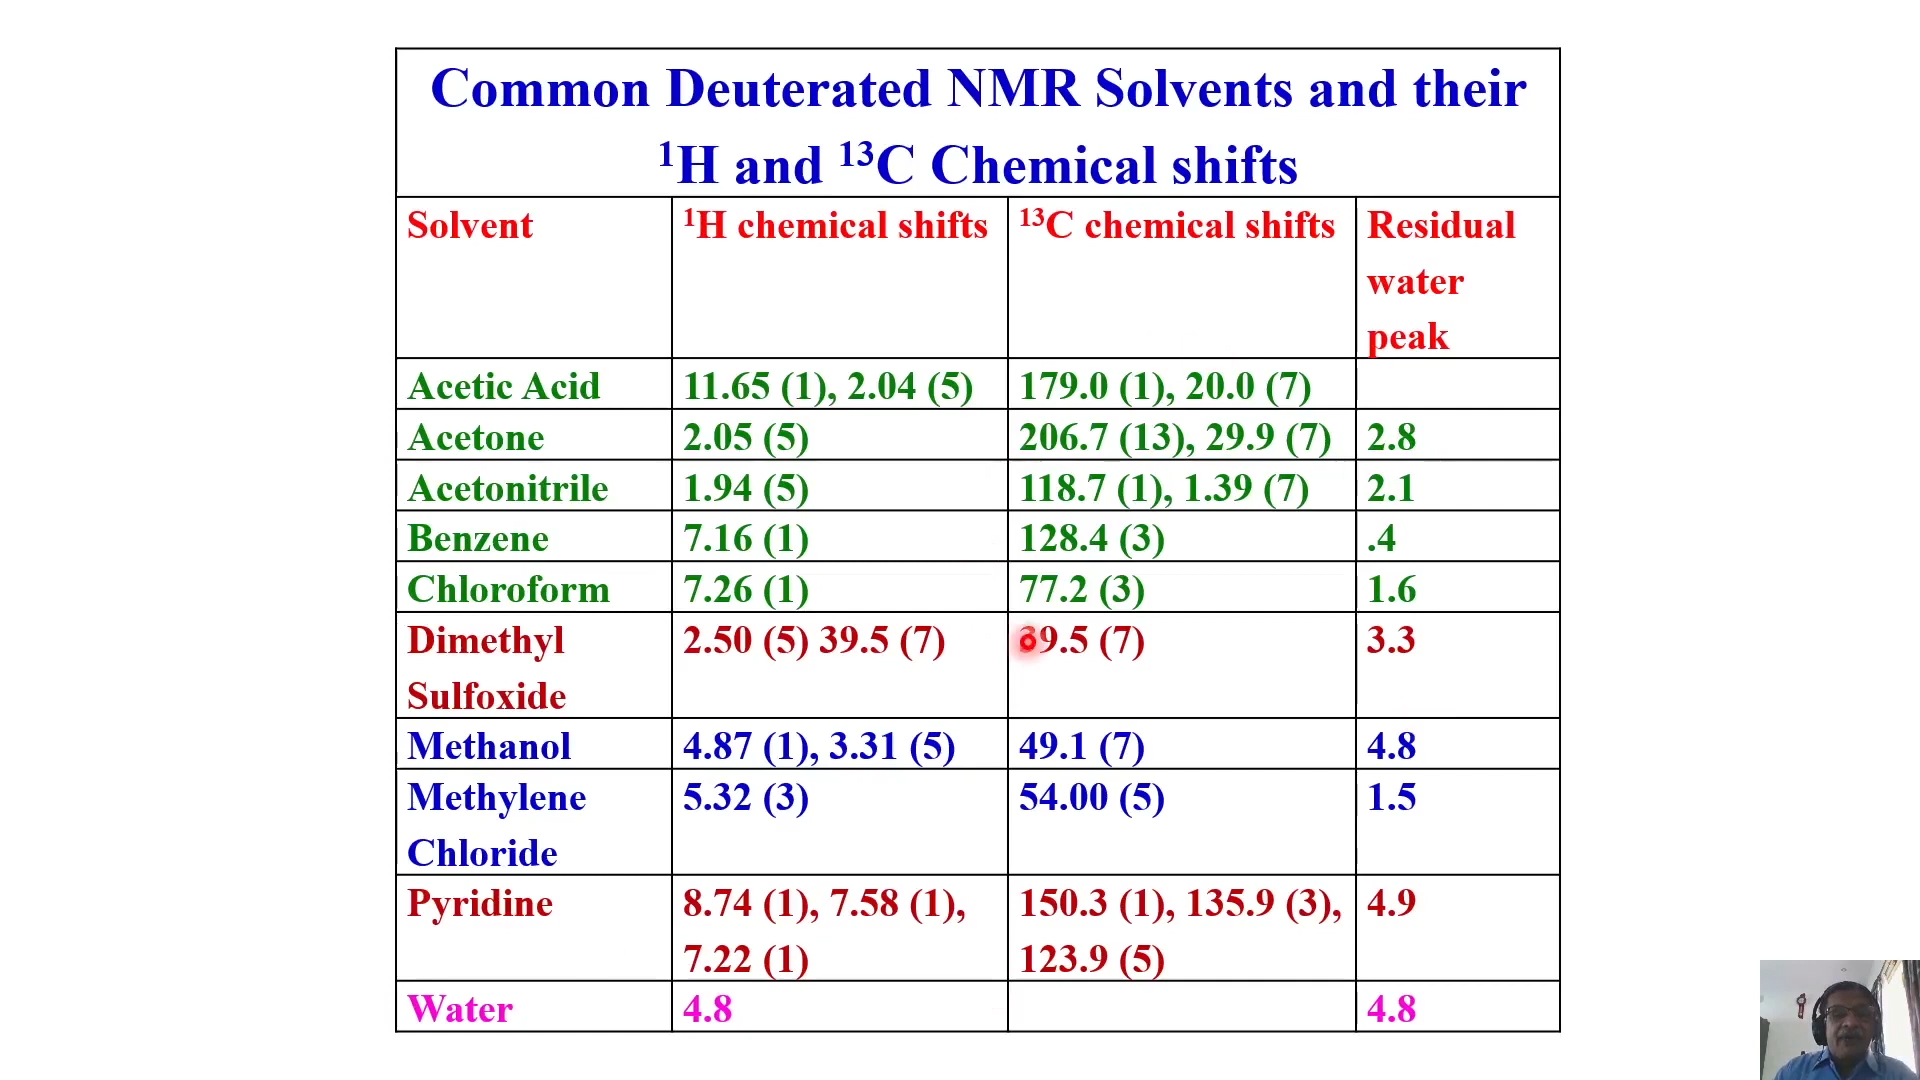 Common Deuterated NMR Solvents and their
¹H and ¹³C Chemical shifts
Solvent ¹H chemical shifts ¹³C chemical shifts Residual
water
peak
Acetic Acid 11.65 (1), 2.04 (5) 179.0 (1), 20.0 (7)
Acetone 2.05 (5) 206.7 (13), 29.9 (7) 2.8
Acetonitrile 1.94 (5) 118.7 (1), 1.39 (7) 2.1
Benzene 7.16 (1) 128.4 (3) .4
Chloroform 7.26 (1) 77.2 (3) 1.6
Dimethyl 2.50 (5) 39.5 (7) 39.5 (7) 3.3
Sulfoxide
Methanol 4.87 (1), 3.31 (5) 49.1 (7) 4.8
Methylene 5.32 (3) 54.00 (5) 1.5
Chloride
Pyridine 8.74 (1), 7.58 (1), 150.3 (1), 135.9 (3), 4.9
7.22 (1) 123.9 (5)
Water 4.8 4.8